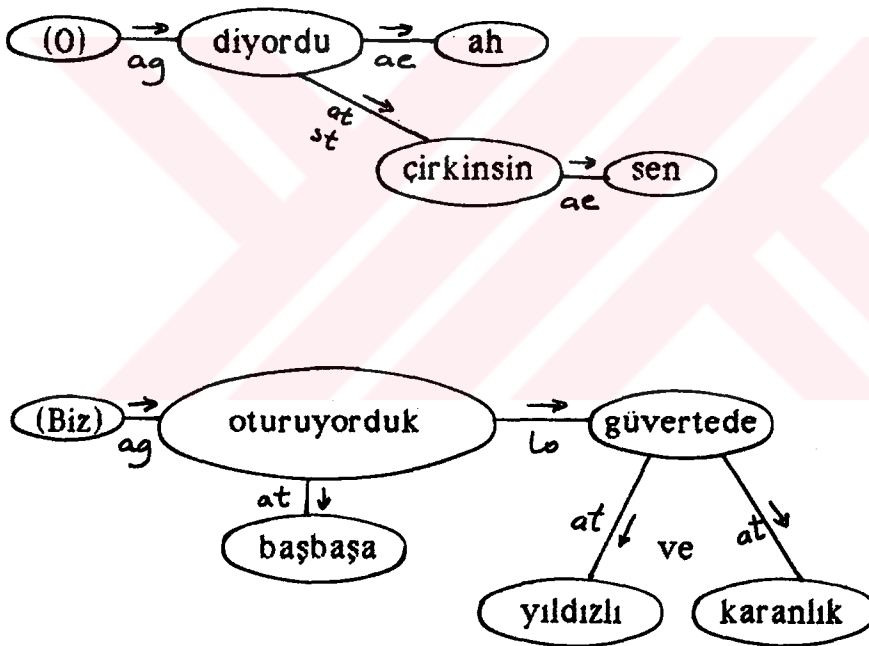 (O) diyordu ah
ag ae
at
st
çirkinsin sen
ae
(Biz) oturuyorduk güvertede
ag lo
at
başbaşa
at ve at
yıldızlı karanlık